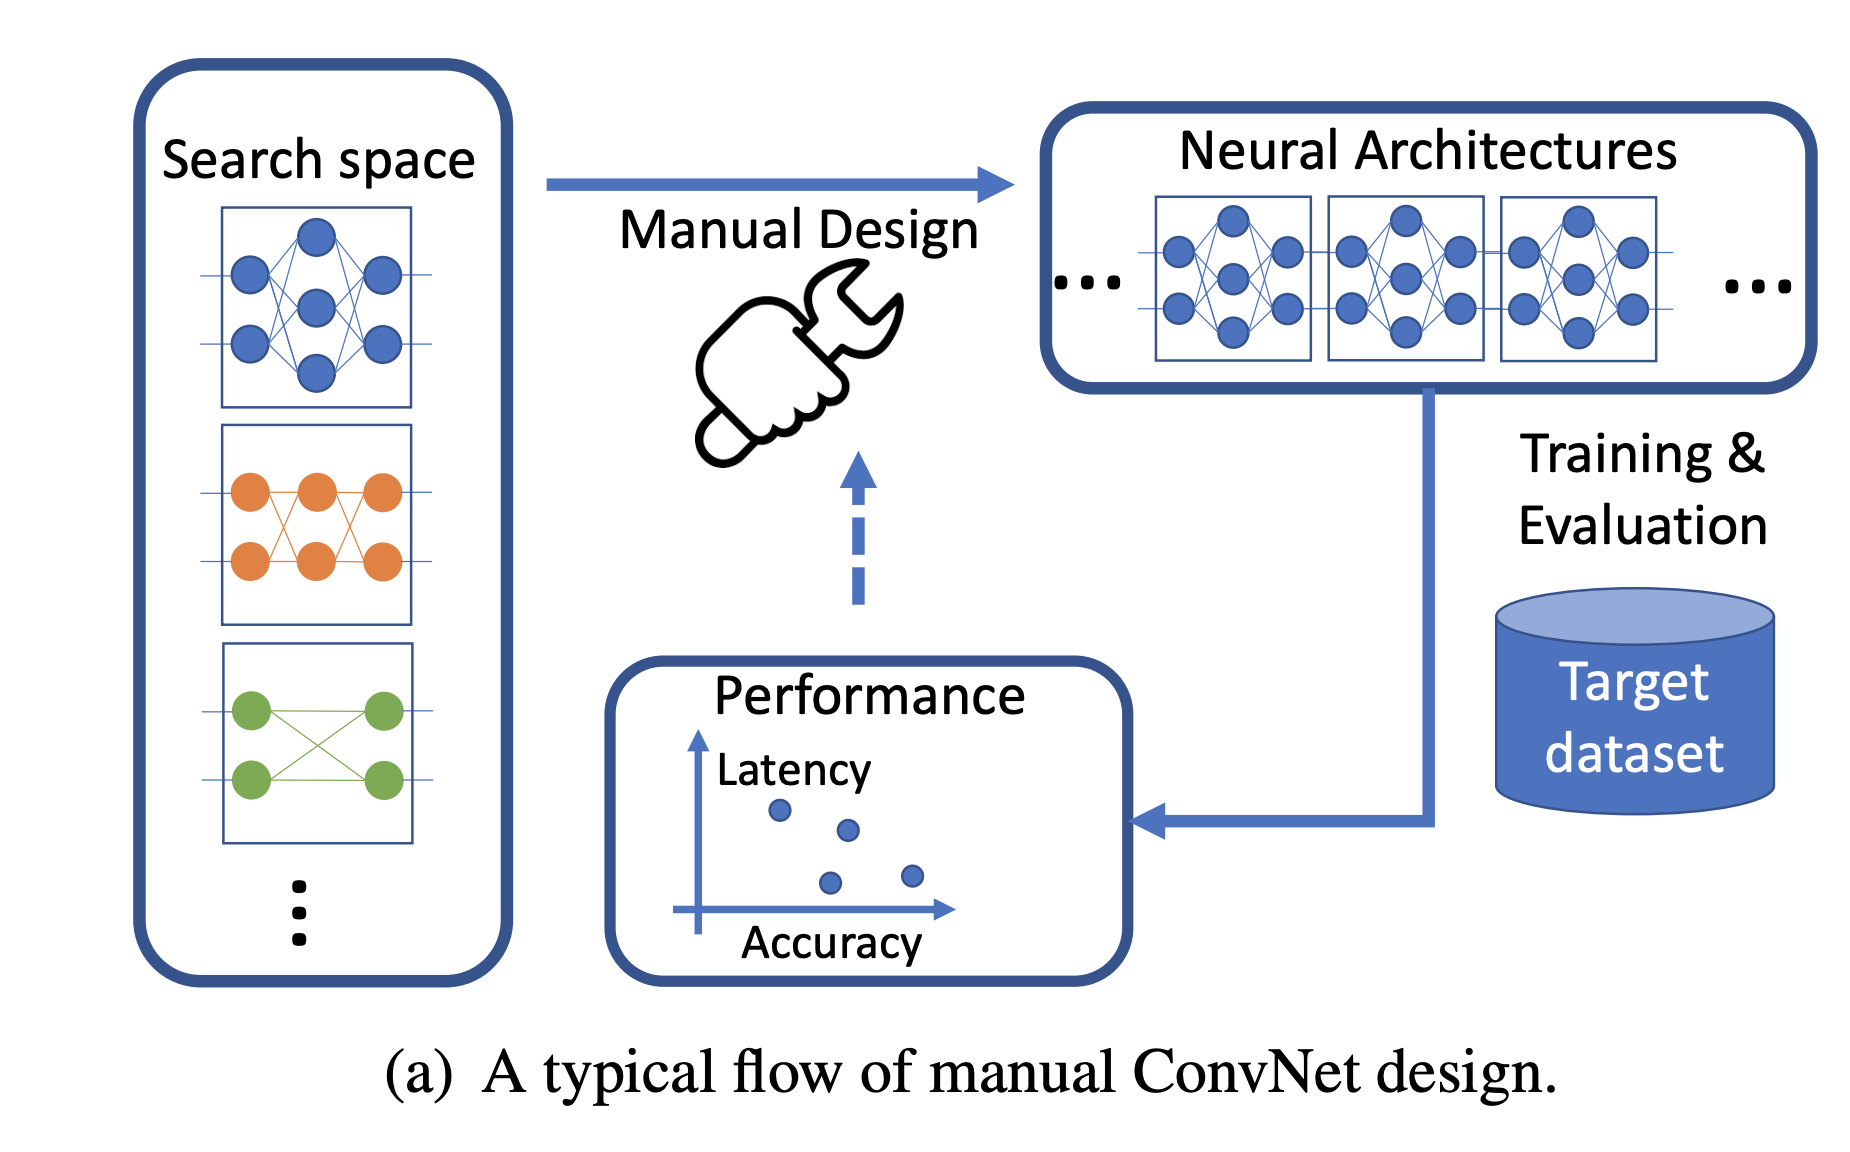 Search space
Manual Design
Neural Architectures
Training &
Evaluation
Target
dataset
Performance
Latency
Accuracy
(a) A typical flow of manual ConvNet design.